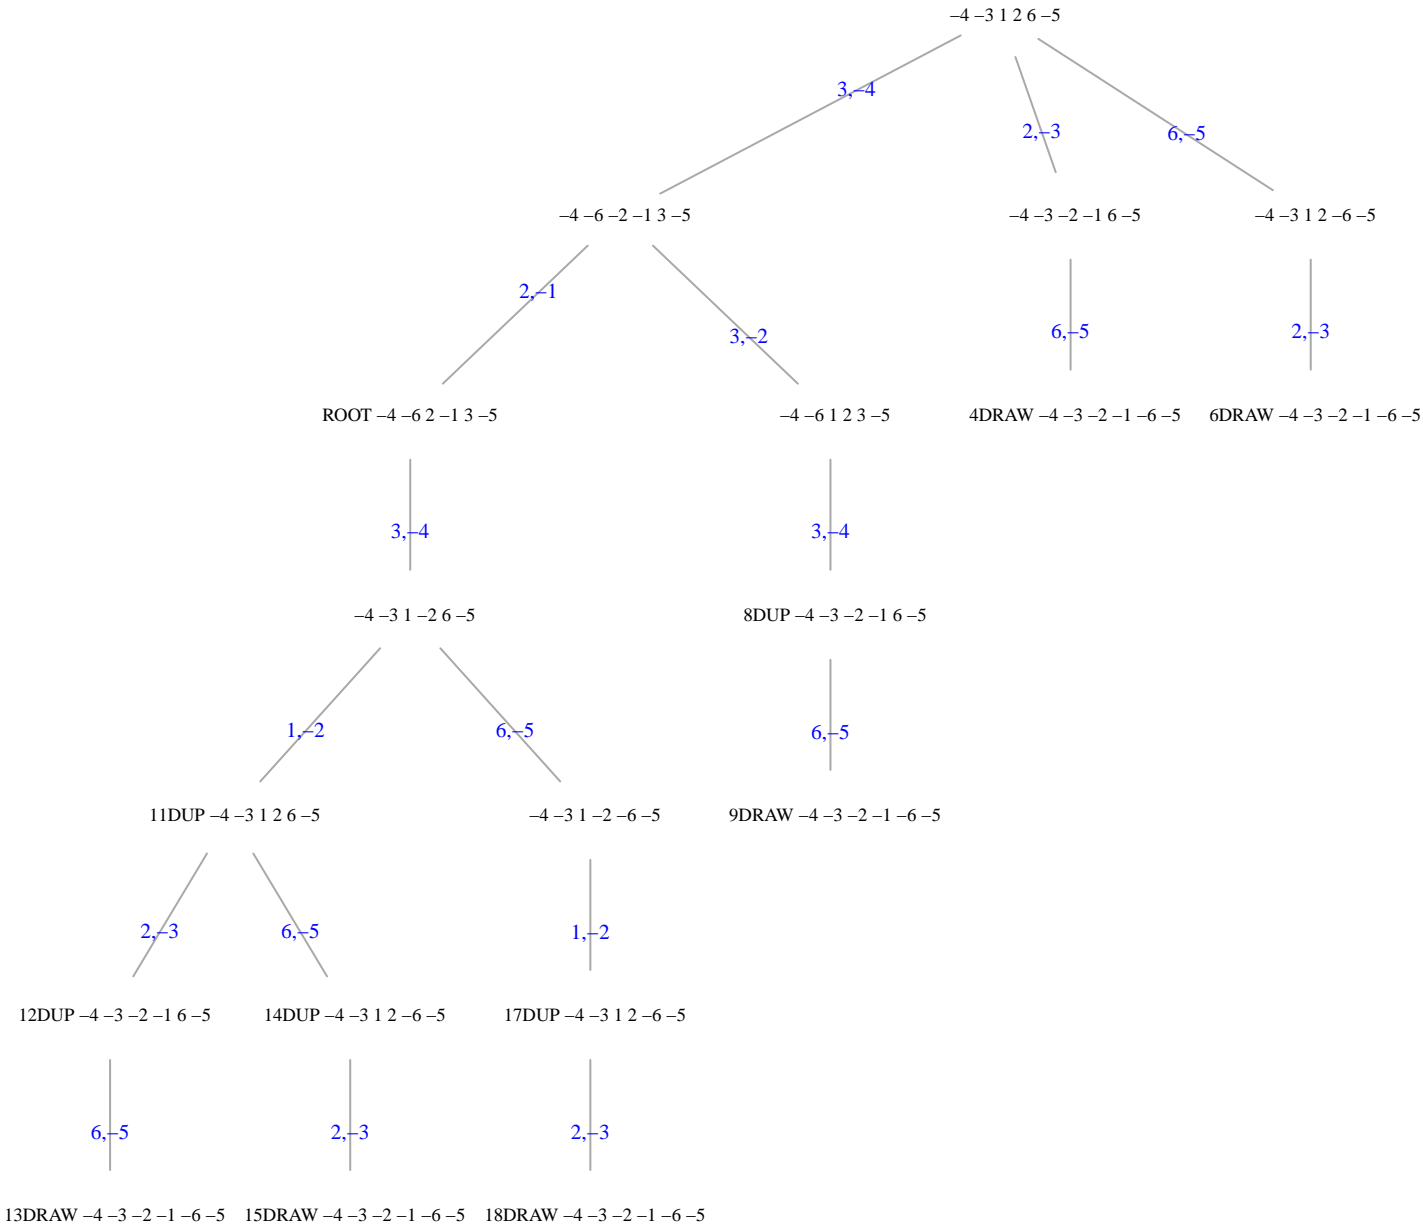 –4 –3 1 2 6 –5
3,–4
2,–3
6,–5
–4 –6 –2 –1 3 –5
–4 –3 –2 –1 6 –5
–4 –3 1 2 –6 –5
2,–1
3,–2
6,–5
2,–3
ROOT –4 –6 2 –1 3 –5
–4 –6 1 2 3 –5
4DRAW –4 –3 –2 –1 –6 –5
6DRAW –4 –3 –2 –1 –6 –5
3,–4
3,–4
–4 –3 1 –2 6 –5
8DUP –4 –3 –2 –1 6 –5
1,–2
6,–5
6,–5
11DUP –4 –3 1 2 6 –5
–4 –3 1 –2 –6 –5
9DRAW –4 –3 –2 –1 –6 –5
2,–3
6,–5
1,–2
12DUP –4 –3 –2 –1 6 –5
14DUP –4 –3 1 2 –6 –5
17DUP –4 –3 1 2 –6 –5
6,–5
2,–3
2,–3
13DRAW –4 –3 –2 –1 –6 –5
15DRAW –4 –3 –2 –1 –6 –5
18DRAW –4 –3 –2 –1 –6 –5